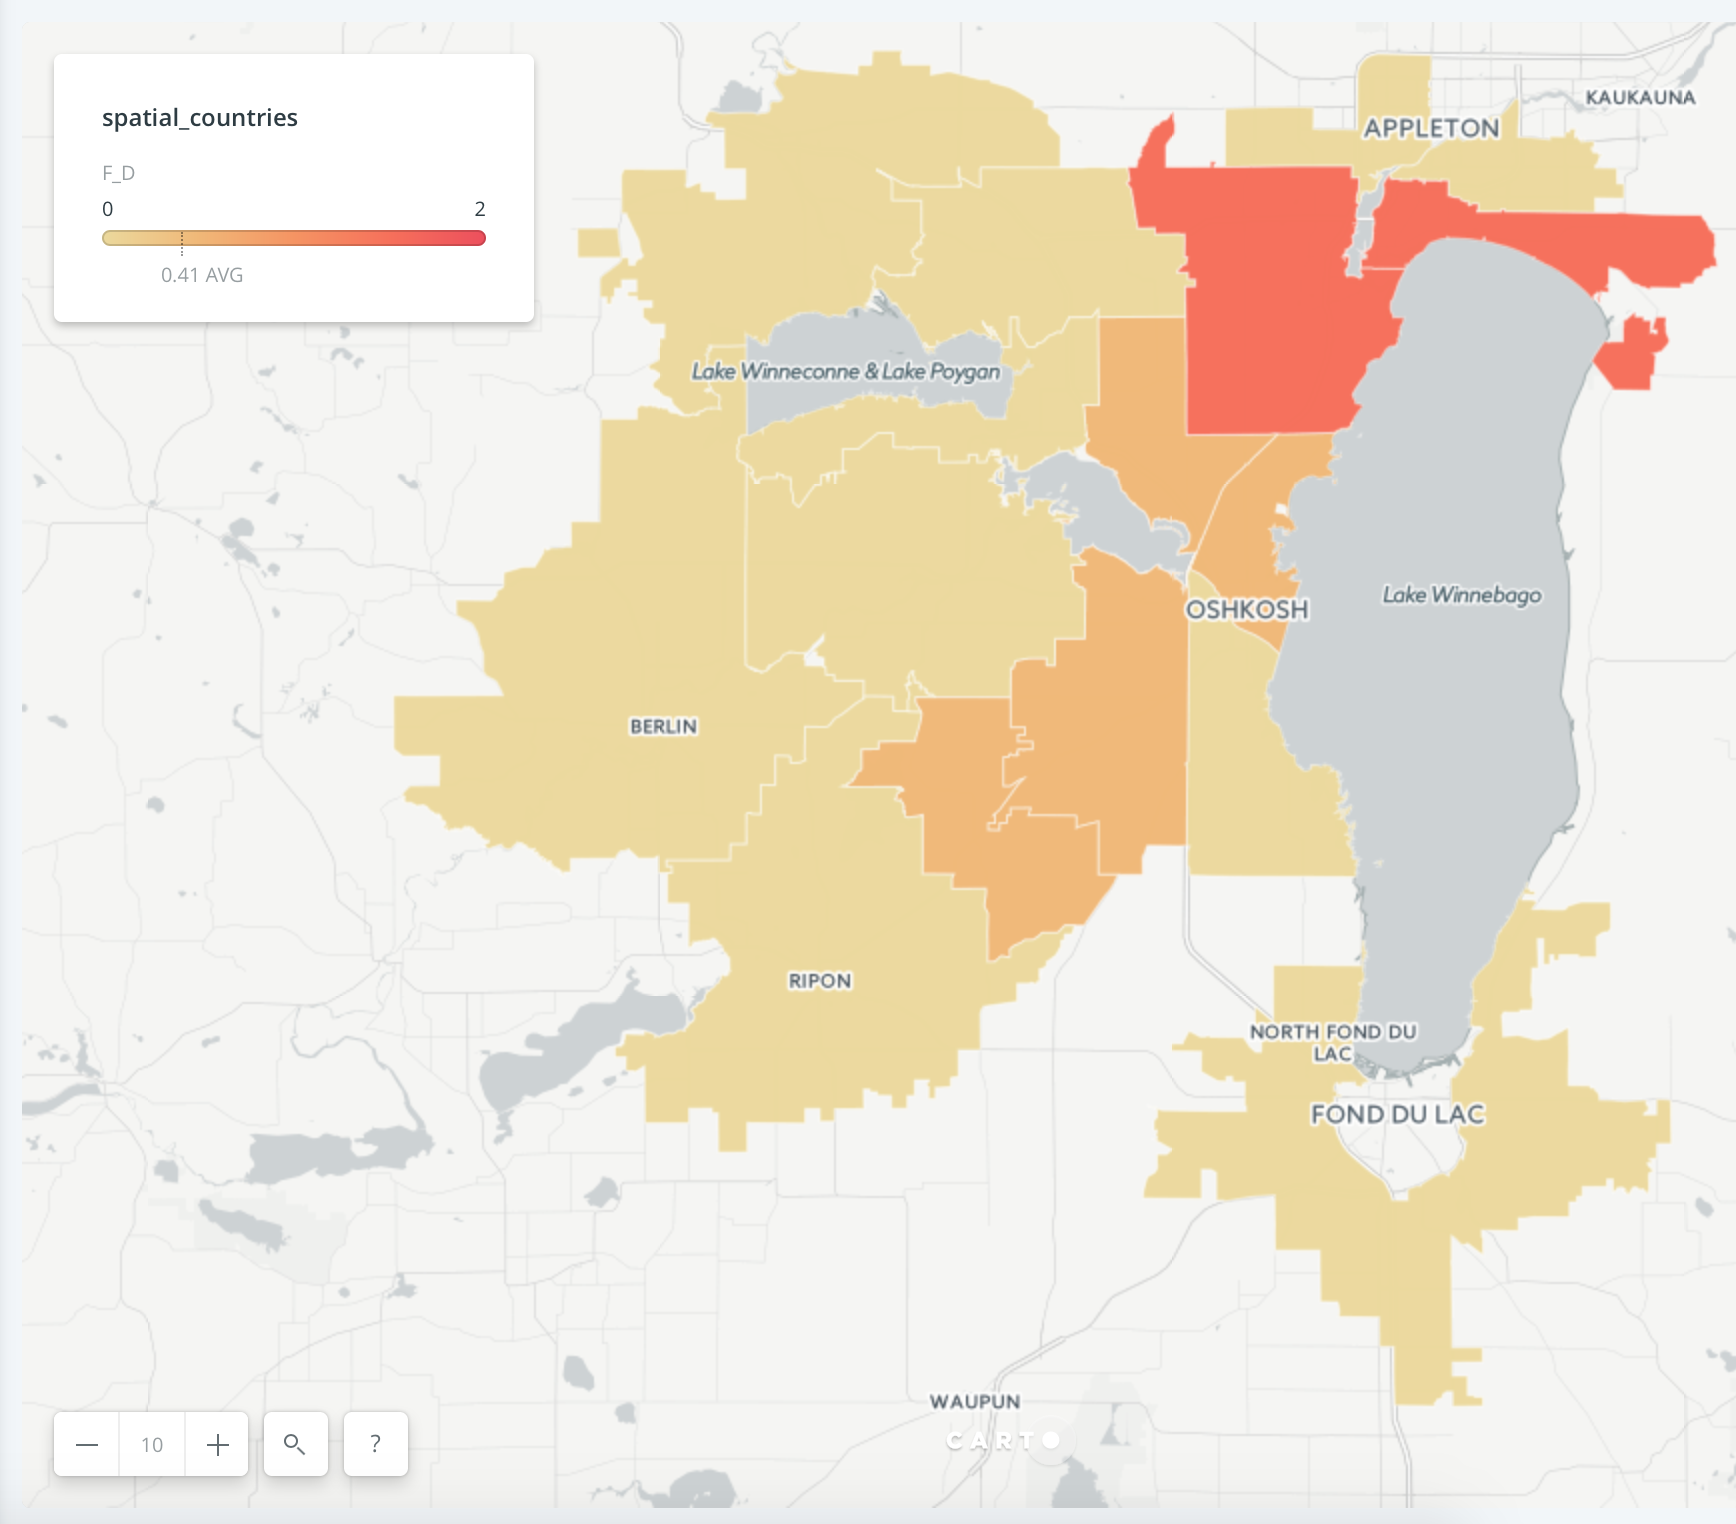 spatial_countries
F_D
0 2
0.41 AVG
KAUKAUNA
APPLETON
Lake Winneconne & Lake Poygan
Lake Winnebago
OSHKOSH
BERLIN
RIPON
NORTH FOND DU
LAC
FOND DU LAC
WAUPUN
CARTO
— 10 + ?